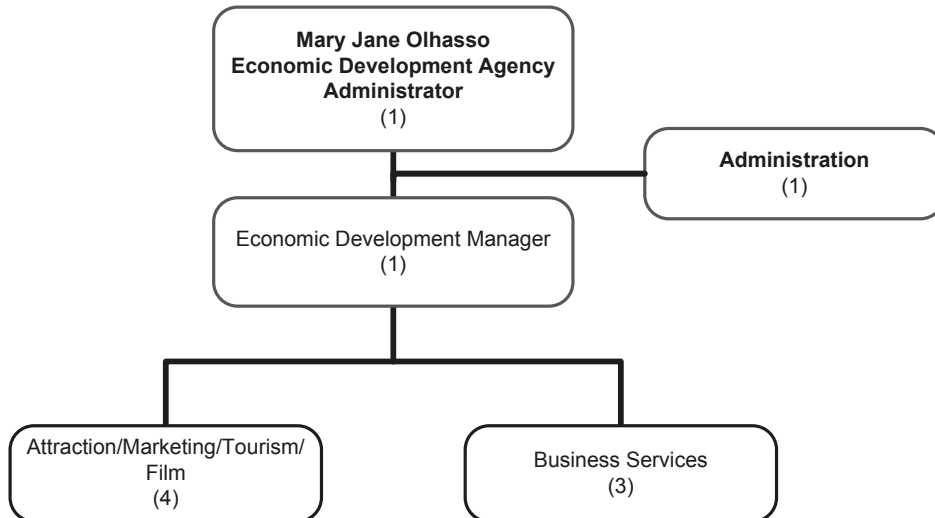 Mary Jane Olhasso
Economic Development Agency
Administrator
(1)
Administration
(1)
Economic Development Manager
(1)
Attraction/Marketing/Tourism/
Film
(4)
Business Services
(3)